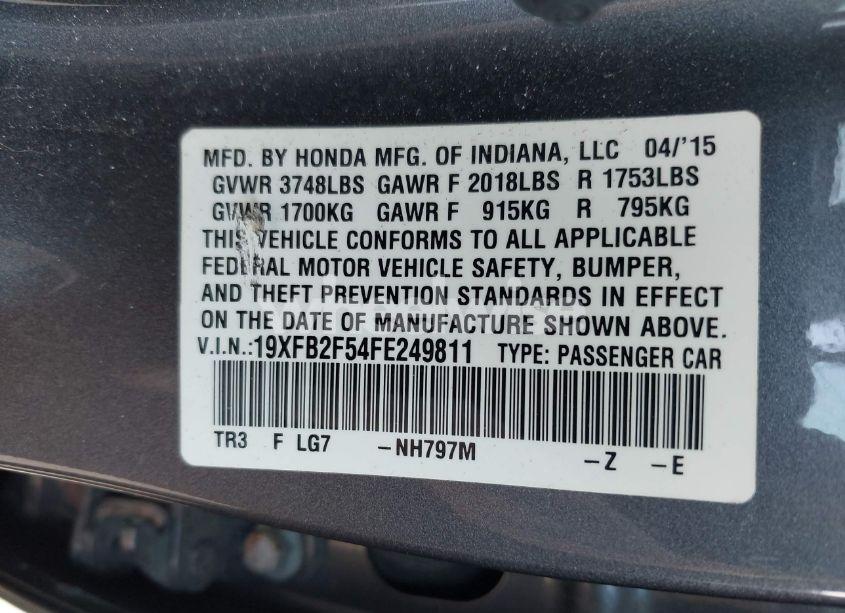 MFD. BY HONDA MFG. OF INDIANA, LLC 04/'15
GVWR 3748LBS GAWR F 2018LBS R 1753LBS
GVWR 1700KG GAWR F 915KG R 795KG
THIS VEHICLE CONFORMS TO ALL APPLICABLE
FEDERAL MOTOR VEHICLE SAFETY, BUMPER,
AND THEFT PREVENTION STANDARDS IN EFFECT
ON THE DATE OF MANUFACTURE SHOWN ABOVE.
V.I.N.:19XFB2F54FE249811 TYPE: PASSENGER CAR
TR3 F LG7 -NH797M -Z -E